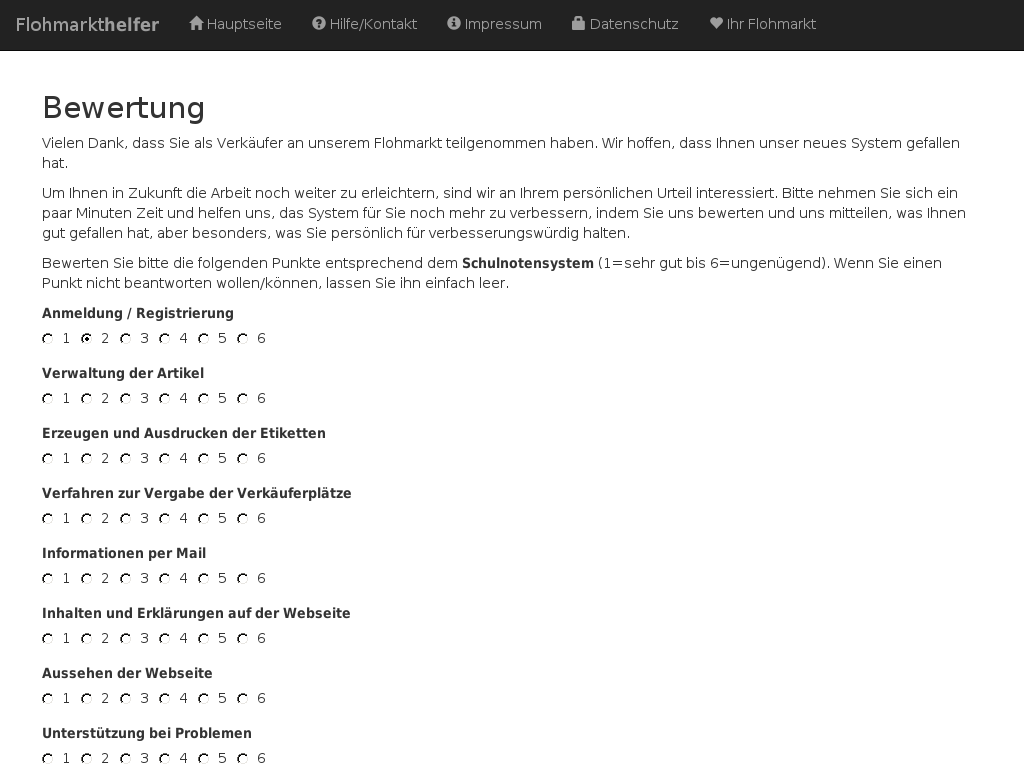 Flohmarkthelfer Hauptseite Hilfe/Kontakt Impressum Datenschutz Ihr Flohmarkt
Bewertung
Vielen Dank, dass Sie als Verkäufer an unserem Flohmarkt teilgenommen haben. Wir hoffen, dass Ihnen unser neues System gefallen
hat.
Um Ihnen in Zukunft die Arbeit noch weiter zu erleichtern, sind wir an Ihrem persönlichen Urteil interessiert. Bitte nehmen Sie sich ein
paar Minuten Zeit und helfen uns, das System für Sie noch mehr zu verbessern, indem Sie uns bewerten und uns mitteilen, was Ihnen
gut gefallen hat, aber besonders, was Sie persönlich für verbesserungswürdig halten.
Bewerten Sie bitte die folgenden Punkte entsprechend dem Schulnotensystem (1=sehr gut bis 6=ungenügend). Wenn Sie einen
Punkt nicht beantworten wollen/können, lassen Sie ihn einfach leer.
Anmeldung / Registrierung
1 2 3 4 5 6
Verwaltung der Artikel
1 2 3 4 5 6
Erzeugen und Ausdrucken der Etiketten
1 2 3 4 5 6
Verfahren zur Vergabe der Verkäuferplätze
1 2 3 4 5 6
Informationen per Mail
1 2 3 4 5 6
Inhalten und Erklärungen auf der Webseite
1 2 3 4 5 6
Aussehen der Webseite
1 2 3 4 5 6
Unterstützung bei Problemen
1 2 3 4 5 6